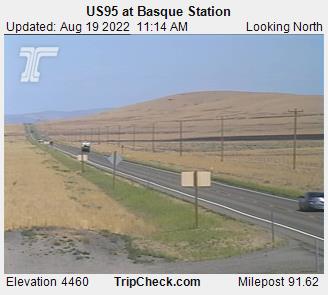 US95 at Basque Station
Updated: Aug 19 2022 11:14 AM Looking North
Elevation 4460 TripCheck.com Milepost 91.62